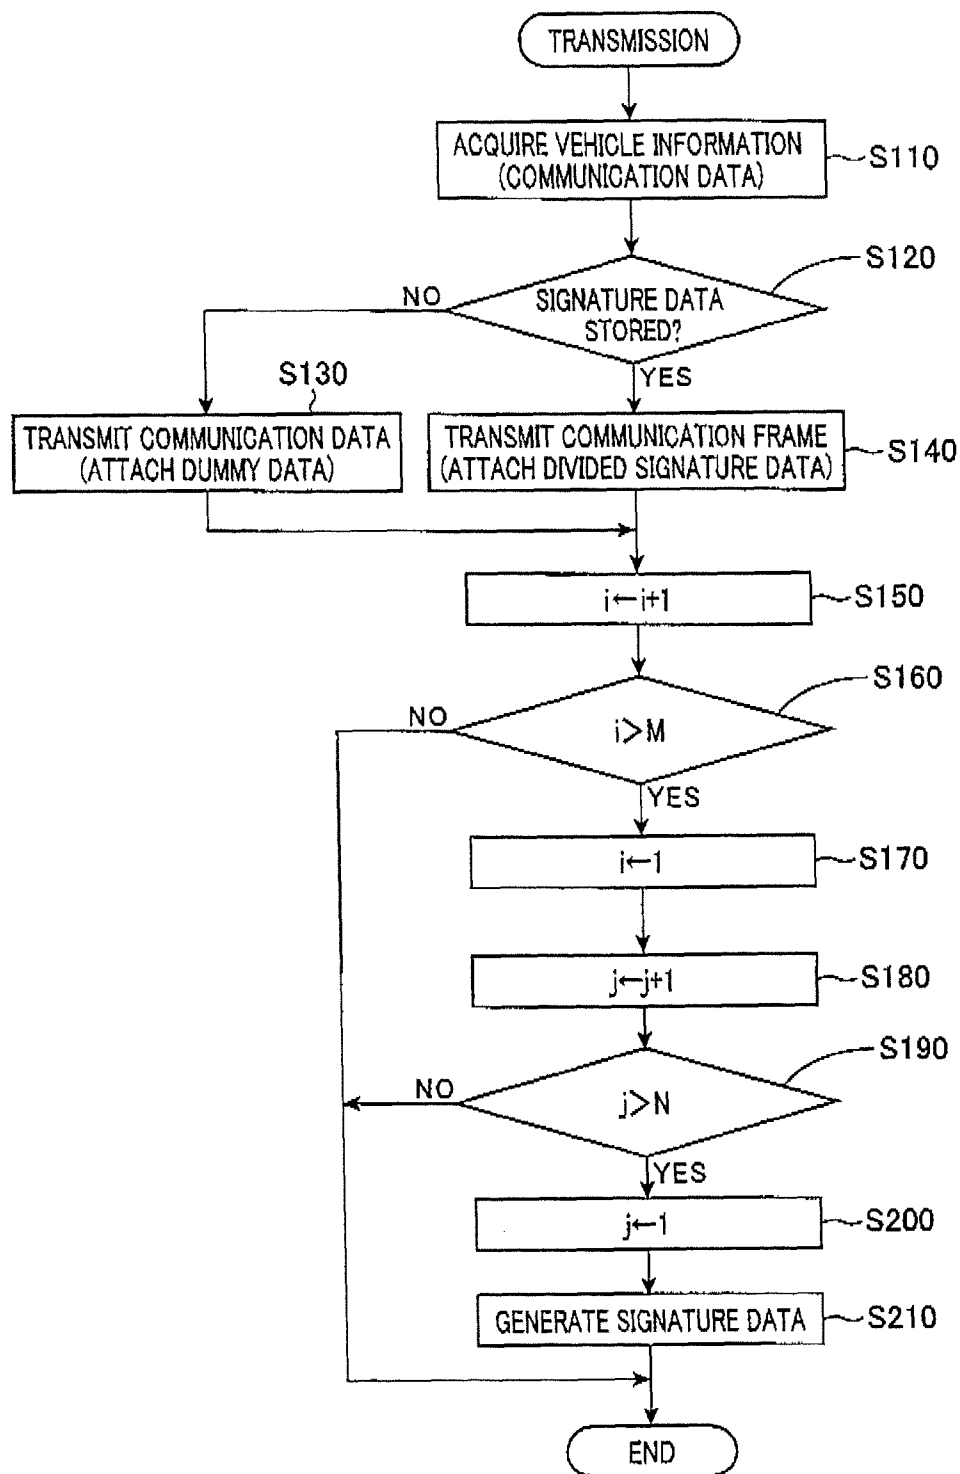 TRANSMISSION
ACQUIRE VEHICLE INFORMATION
(COMMUNICATION DATA)
S110
S120
NO
SIGNATURE DATA
STORED?
YES
S130
TRANSMIT COMMUNICATION DATA
(ATTACH DUMMY DATA)
TRANSMIT COMMUNICATION FRAME
(ATTACH DIVIDED SIGNATURE DATA)
S140
i←i+1
S150
S160
NO
i>M
YES
i←1
S170
j←j+1
S180
S190
NO
j>N
YES
j←1
S200
GENERATE SIGNATURE DATA
S210
END